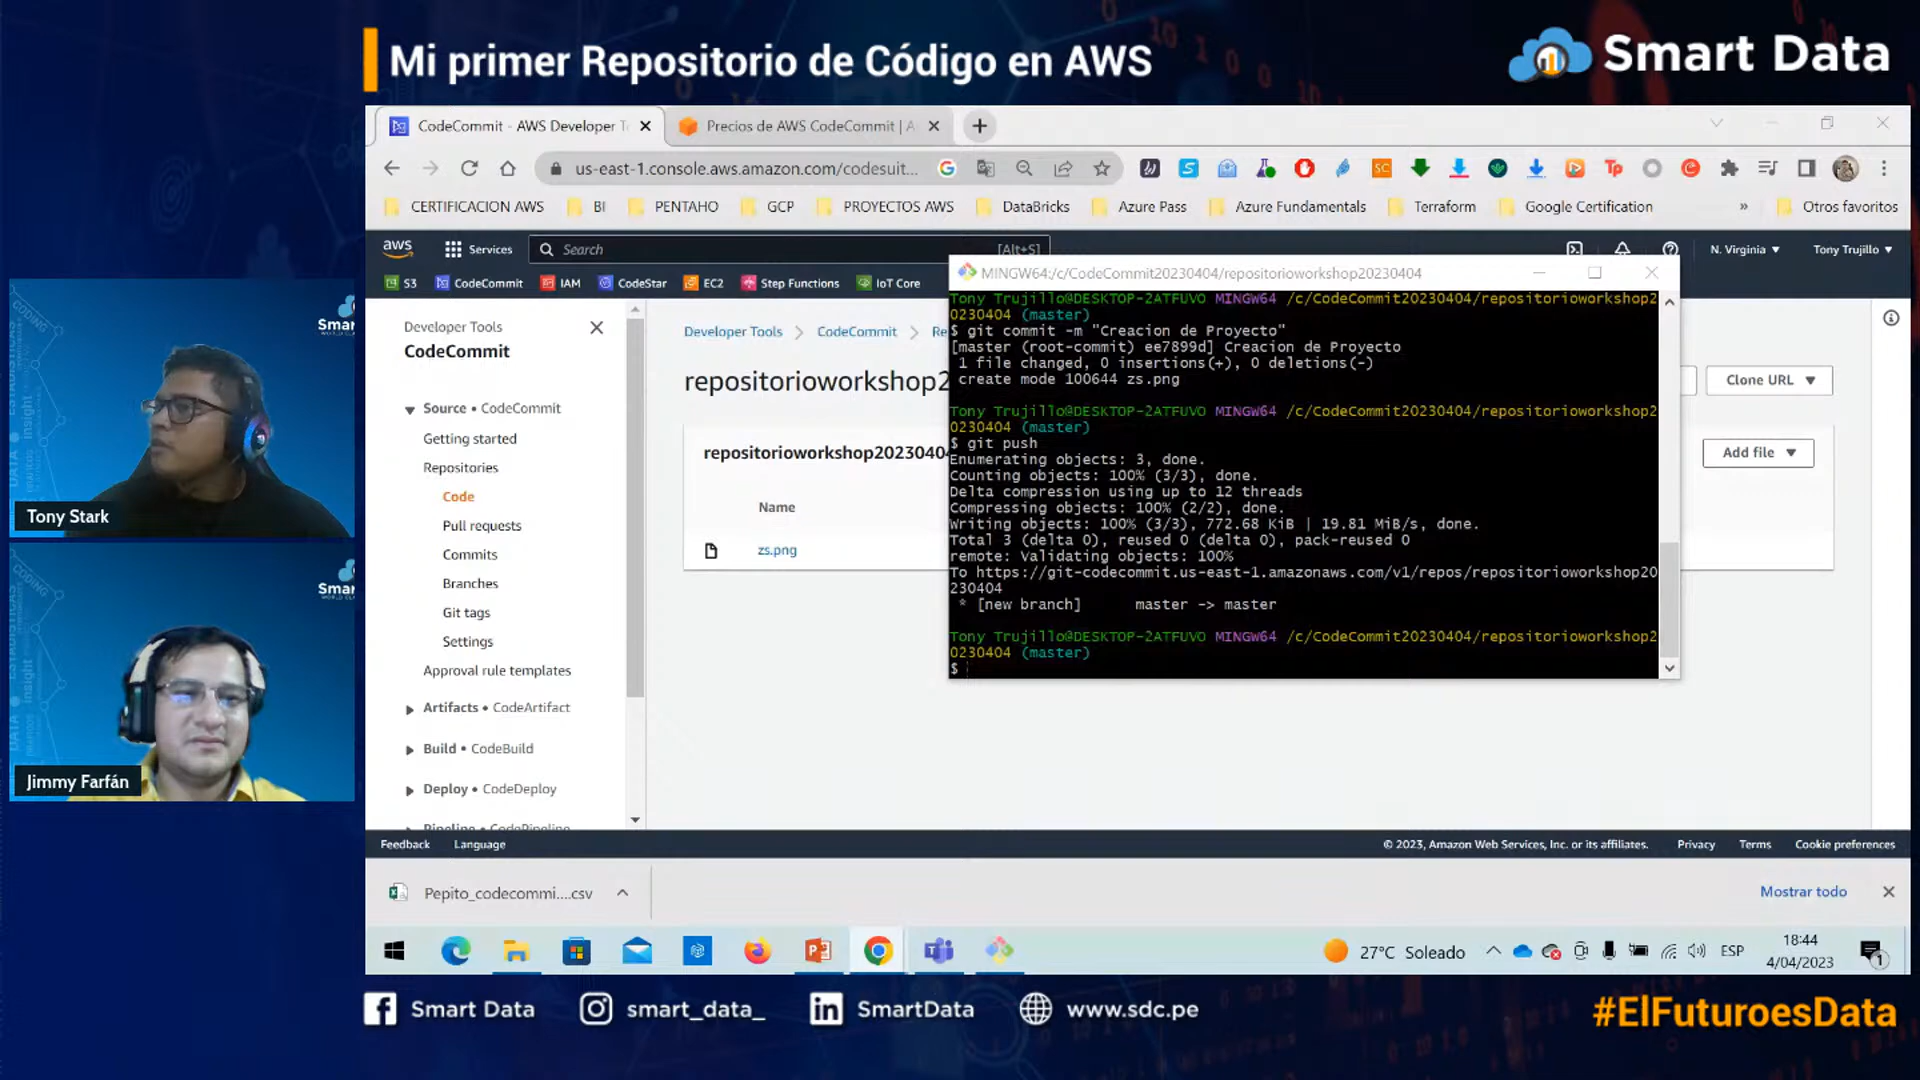 Mi primer Repositorio de Código en AWS
Smart Data
CodeCommit - AWS Developer T
Precios de AWS CodeCommit | A
us-east-1.console.aws.amazon.com/codesuit...
CERTIFICACION AWS
BI
PENTAHO
GCP
PROYECTOS AWS
DataBricks
Azure Pass
Azure Fundamentals
Terraform
Google Certification
»
Otros favoritos
aws
Services
Search
[Alt+S]
N. Virginia
Tony Trujillo
S3
CodeCommit
IAM
CodeStar
EC2
Step Functions
IoT Core
MINGW64:/c/CodeCommit20230404/repositorioworkshop20230404
Tony Trujillo@DESKTOP-2ATFUVO MINGW64 /c/CodeCommit20230404/repositorioworkshop2
0230404 (master)
$ git commit -m "Creacion de Proyecto"
[master (root-commit) ee7899d] Creacion de Proyecto
1 file changed, 0 insertions(+), 0 deletions(-)
create mode 100644 zs.png
Tony Trujillo@DESKTOP-2ATFUVO MINGW64 /c/CodeCommit20230404/repositorioworkshop2
0230404 (master)
$ git push
Enumerating objects: 3, done.
Counting objects: 100% (3/3), done.
Delta compression using up to 12 threads
Compressing objects: 100% (2/2), done.
Writing objects: 100% (3/3), 772.68 KiB | 19.81 MiB/s, done.
Total 3 (delta 0), reused 0 (delta 0), pack-reused 0
remote: Validating objects: 100%
To https://git-codecommit.us-east-1.amazonaws.com/v1/repos/repositorioworkshop20
230404
* [new branch] master -> master
Tony Trujillo@DESKTOP-2ATFUVO MINGW64 /c/CodeCommit20230404/repositorioworkshop2
0230404 (master)
$
Developer Tools
CodeCommit
Source • CodeCommit
Getting started
Repositories
Code
Pull requests
Commits
Branches
Git tags
Settings
Approval rule templates
Artifacts • CodeArtifact
Build • CodeBuild
Deploy • CodeDeploy
Pipeline • CodePipeline
Developer Tools
CodeCommit
Re
repositorioworkshop2
Clone URL
repositorioworkshop20230404
Add file
Name
zs.png
Tony Stark
Jimmy Farfán
Feedback
Language
© 2023, Amazon Web Services, Inc. or its affiliates.
Privacy
Terms
Cookie preferences
Pepito_codecommi....csv
Mostrar todo
27°C Soleado
ESP
18:44
4/04/2023
1
Smart Data
smart_data_
SmartData
www.sdc.pe
#ElFuturoesData